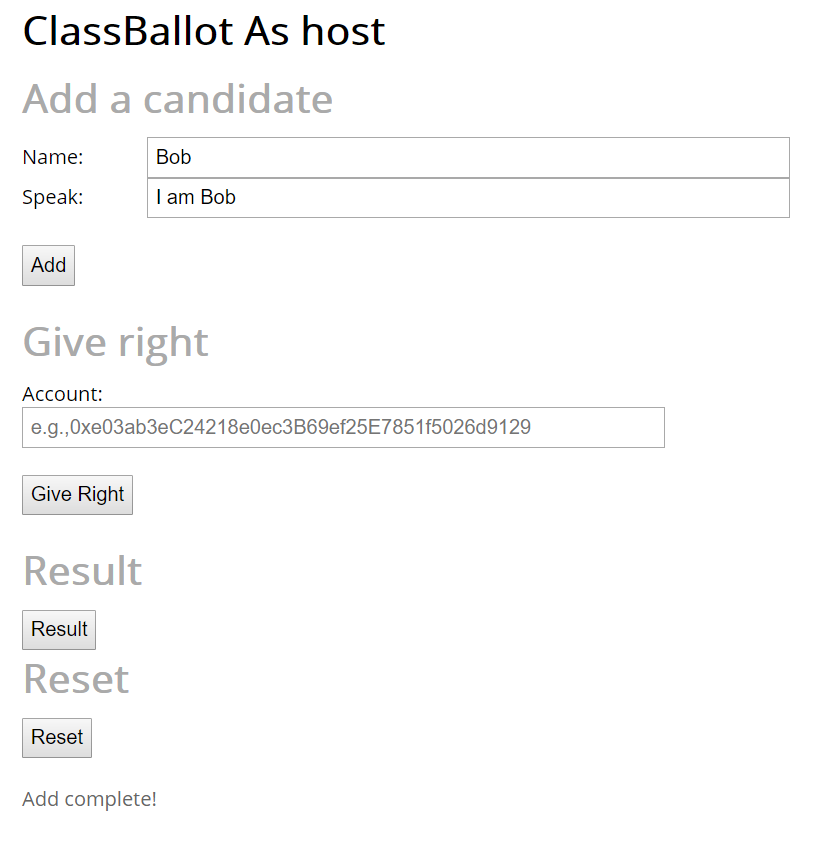 ClassBallot As host
Add a candidate
Name: Bob
Speak: I am Bob
Add
Give right
Account:
e.g.,0xe03ab3eC24218e0ec3B69ef25E7851f5026d9129
Give Right
Result
Result
Reset
Reset
Add complete!